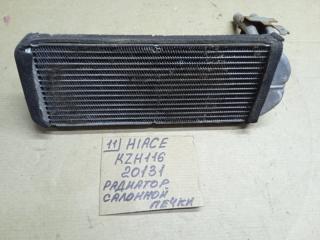 11) HIACE
KZH116
20131
РАДИАТОР
САЛОННОЙ
ПЕЧКИ